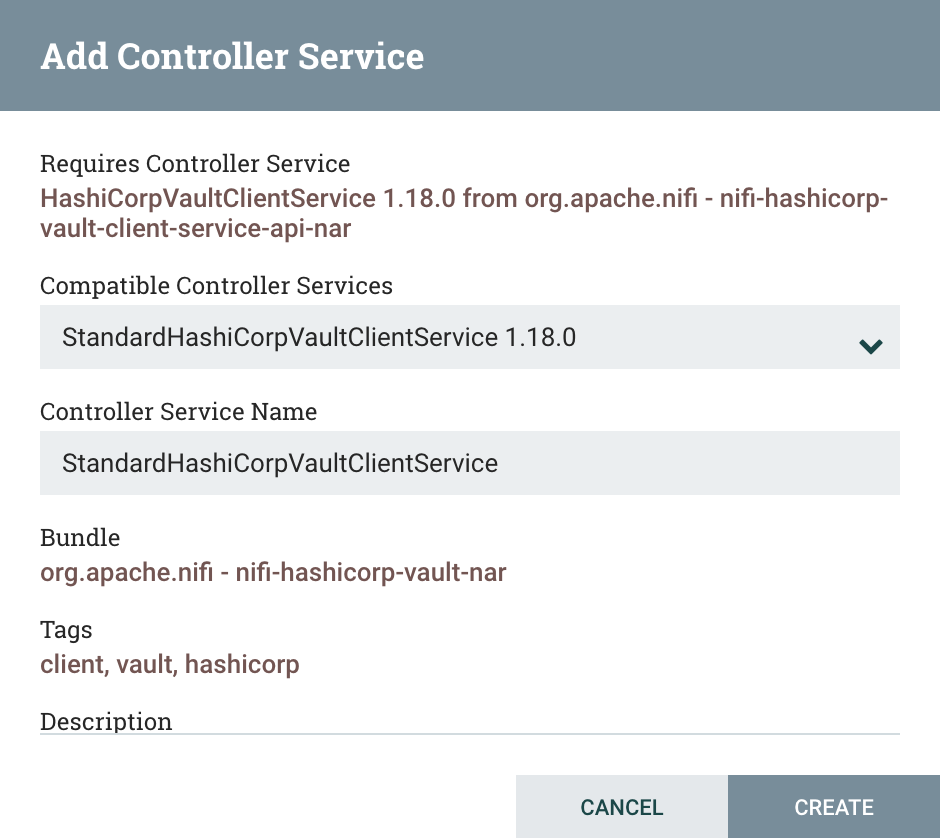 Add Controller Service
Requires Controller Service
HashiCorpVaultClientService 1.18.0 from org.apache.nifi - nifi-hashicorp-
vault-client-service-api-nar
Compatible Controller Services
StandardHashiCorpVaultClientService 1.18.0
Controller Service Name
StandardHashiCorpVaultClientService
Bundle
org.apache.nifi - nifi-hashicorp-vault-nar
Tags
client, vault, hashicorp
Description
CANCEL
CREATE